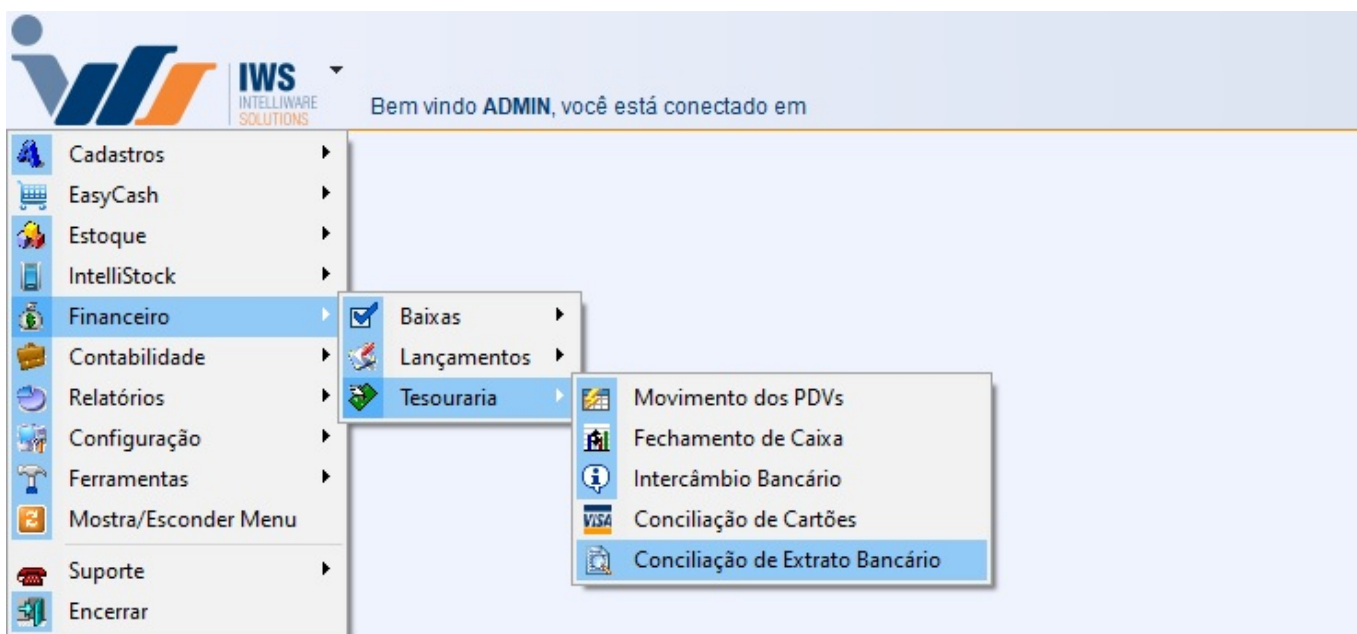 IWS
INTELLIWARE
SOLUTIONS
Bem vindo ADMIN, você está conectado em
Cadastros
EasyCash
Estoque
IntelliStock
Financeiro
Contabilidade
Relatórios
Configuração
Ferramentas
Mostra/Esconder Menu
Suporte
Encerrar
Baixas
Lançamentos
Tesouraria
Movimento dos PDVs
Fechamento de Caixa
Intercâmbio Bancário
VISA
Conciliação de Cartões
Conciliação de Extrato Bancário